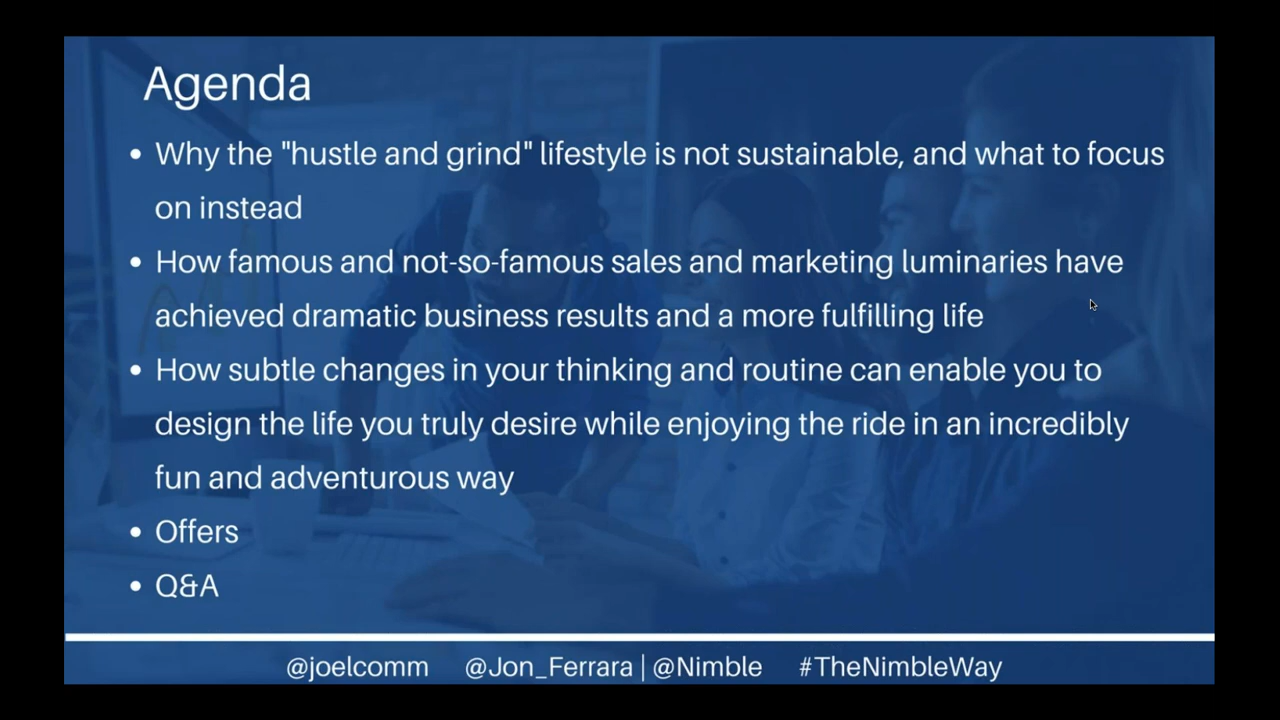 Agenda
• Why the "hustle and grind" lifestyle is not sustainable, and what to focus
on instead
• How famous and not-so-famous sales and marketing luminaries have
achieved dramatic business results and a more fulfilling life
• How subtle changes in your thinking and routine can enable you to
design the life you truly desire while enjoying the ride in an incredibly
fun and adventurous way
• Offers
• Q&A
@joelcomm @Jon_Ferrara | @Nimble #TheNimbleWay